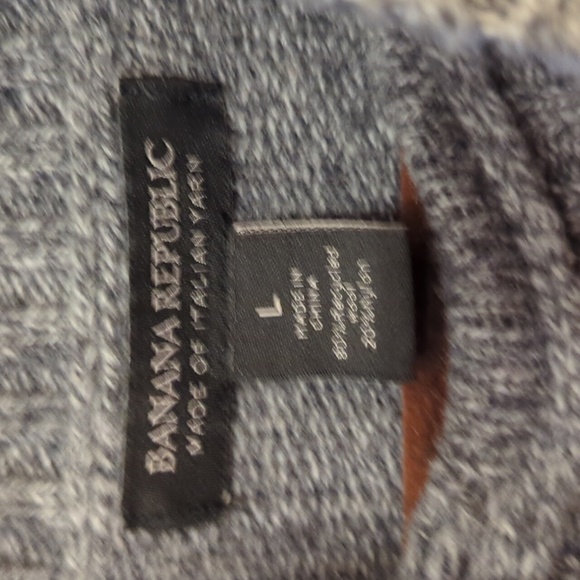 BANANA REPUBLIC
MADE OF ITALIAN YARN
L
MADE IN
CHINA
80% recycled
wool
20% nylon